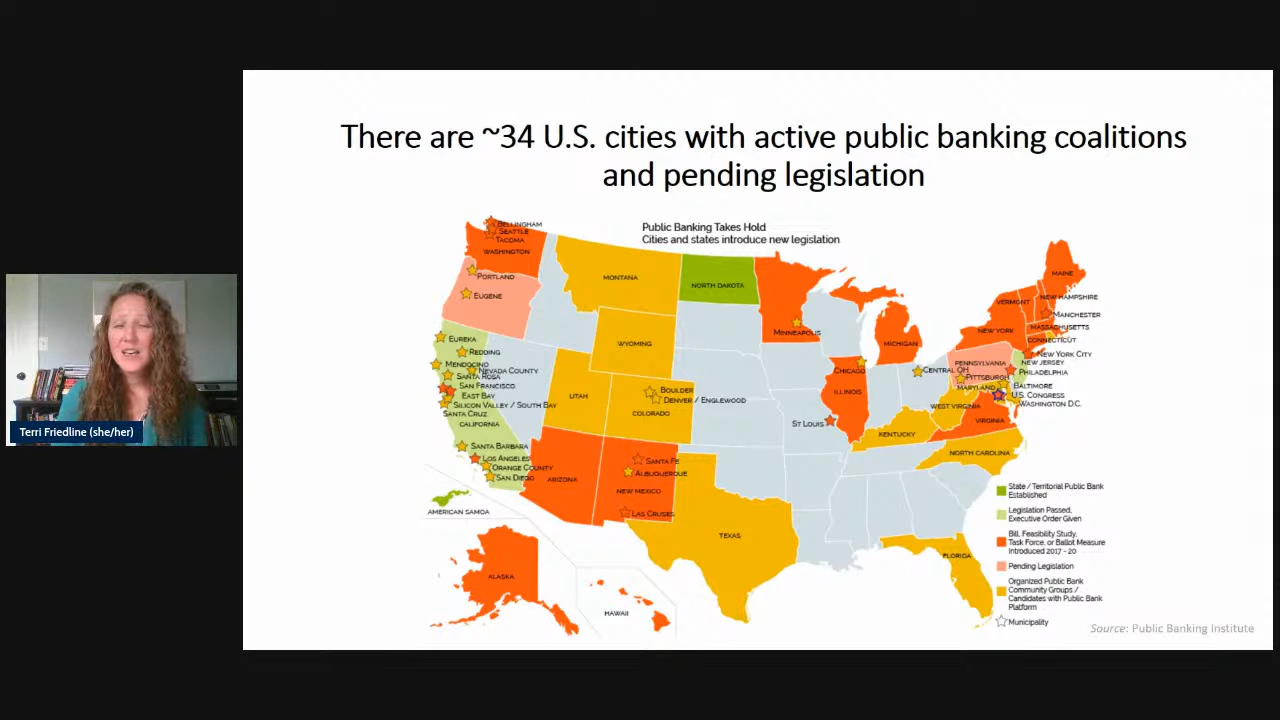 There are ~34 U.S. cities with active public banking coalitions
and pending legislation
Public Banking Takes Hold
Cities and states introduce new legislation
BELLINGHAM
SEATTLE
TACOMA
WASHINGTON
PORTLAND
EUGENE
MONTANA
NORTH DAKOTA
MINNEAPOLIS
WYOMING
EUREKA
REDDING
MENDOCINO
NEVADA COUNTY
SANTA ROSA
SAN FRANCISCO
EAST BAY
SILICON VALLEY / SOUTH BAY
SANTA CRUZ
CALIFORNIA
SANTA BARBARA
LOS ANGELES
ORANGE COUNTY
SAN DIEGO
UTAH
BOULDER
DENVER / ENGLEWOOD
COLORADO
ARIZONA
SANTA FE
ALBUQUERQUE
NEW MEXICO
LAS CRUSES
TEXAS
CHICAGO
ILLINOIS
ST LOUIS
MICHIGAN
CENTRAL OH
KENTUCKY
WEST VIRGINIA
VIRGINIA
NORTH CAROLINA
FLORIDA
MAINE
VERMONT
NEW HAMPSHIRE
MANCHESTER
MASSACHUSETTS
CONNECTICUT
NEW YORK
NEW YORK CITY
NEW JERSEY
PENNSYLVANIA
PHILADELPHIA
PITTSBURGH
MARYLAND
BALTIMORE
U.S. CONGRESS
WASHINGTON D.C.
AMERICAN SAMOA
ALASKA
HAWAII
State / Territorial Public Bank
Established
Legislation Passed,
Executive Order Given
Bill, Feasibility Study,
Task Force, or Ballot Measure
Introduced 2017 - 20
Pending Legislation
Organized Public Bank
Community Groups /
Candidates with Public Bank
Platform
Municipality
Source: Public Banking Institute
Terri Friedline (she/her)